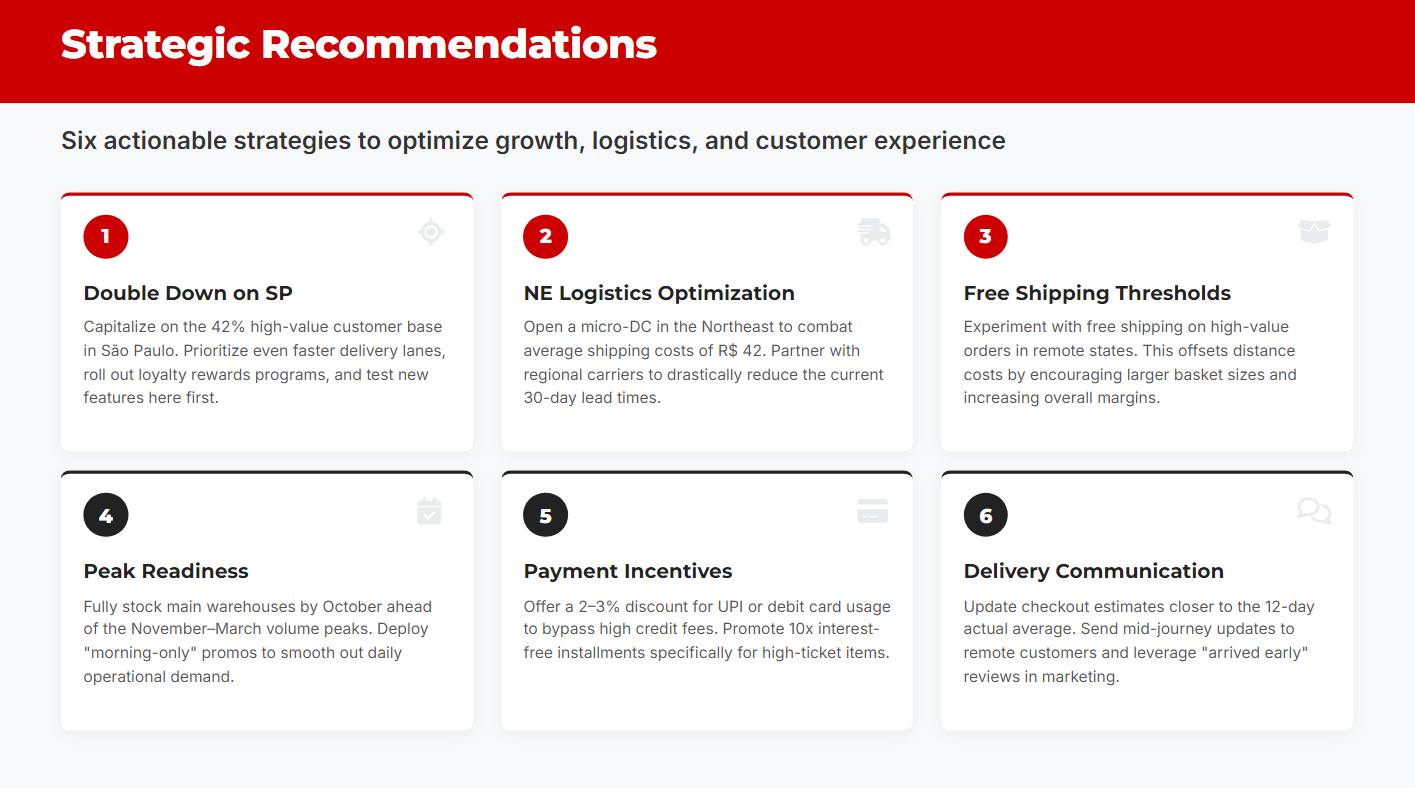 Strategic Recommendations
Six actionable strategies to optimize growth, logistics, and customer experience
1
Double Down on SP
Capitalize on the 42% high-value customer base
in São Paulo. Prioritize even faster delivery lanes,
roll out loyalty rewards programs, and test new
features here first.
2
NE Logistics Optimization
Open a micro-DC in the Northeast to combat
average shipping costs of R$ 42. Partner with
regional carriers to drastically reduce the current
30-day lead times.
3
Free Shipping Thresholds
Experiment with free shipping on high-value
orders in remote states. This offsets distance
costs by encouraging larger basket sizes and
increasing overall margins.
4
Peak Readiness
Fully stock main warehouses by October ahead
of the November–March volume peaks. Deploy
"morning-only" promos to smooth out daily
operational demand.
5
Payment Incentives
Offer a 2–3% discount for UPI or debit card usage
to bypass high credit fees. Promote 10x interest-
free installments specifically for high-ticket items.
6
Delivery Communication
Update checkout estimates closer to the 12-day
actual average. Send mid-journey updates to
remote customers and leverage "arrived early"
reviews in marketing.